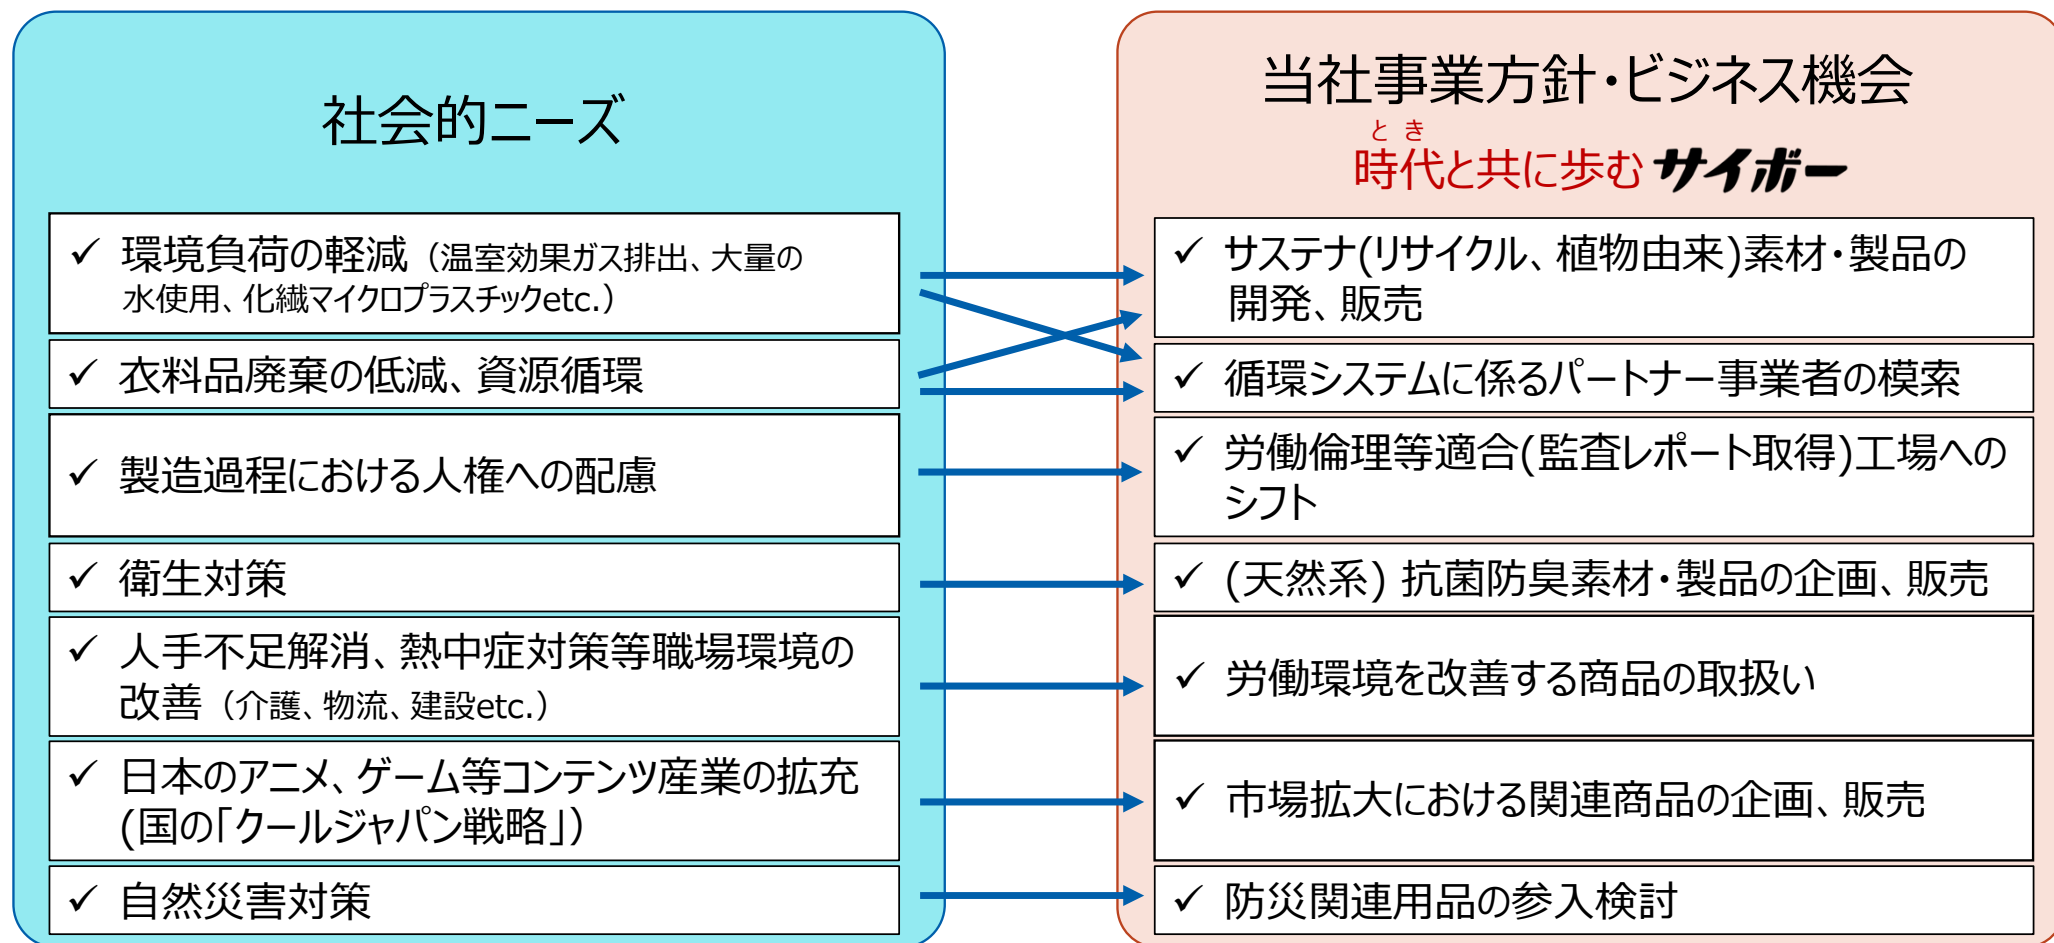 社会的ニーズ
✓ 環境負荷の軽減（温室効果ガス排出、大量の
水使用、化繊マイクロプラスチックetc.）
✓ 衣料品廃棄の低減、資源循環
✓ 製造過程における人権への配慮
✓ 衛生対策
✓ 人手不足解消、熱中症対策等職場環境の
改善（介護、物流、建設etc.）
✓ 日本のアニメ、ゲーム等コンテンツ産業の拡充
(国の「クールジャパン戦略」）
✓ 自然災害対策
当社事業方針・ビジネス機会
とき
時代と共に歩む サイボー
✓ サステナ(リサイクル、植物由来)素材・製品の
開発、販売
✓ 循環システムに係るパートナー事業者の模索
✓ 労働倫理等適合(監査レポート取得)工場への
シフト
✓ (天然系) 抗菌防臭素材・製品の企画、販売
✓ 労働環境を改善する商品の取扱い
✓ 市場拡大における関連商品の企画、販売
✓ 防災関連用品の参入検討